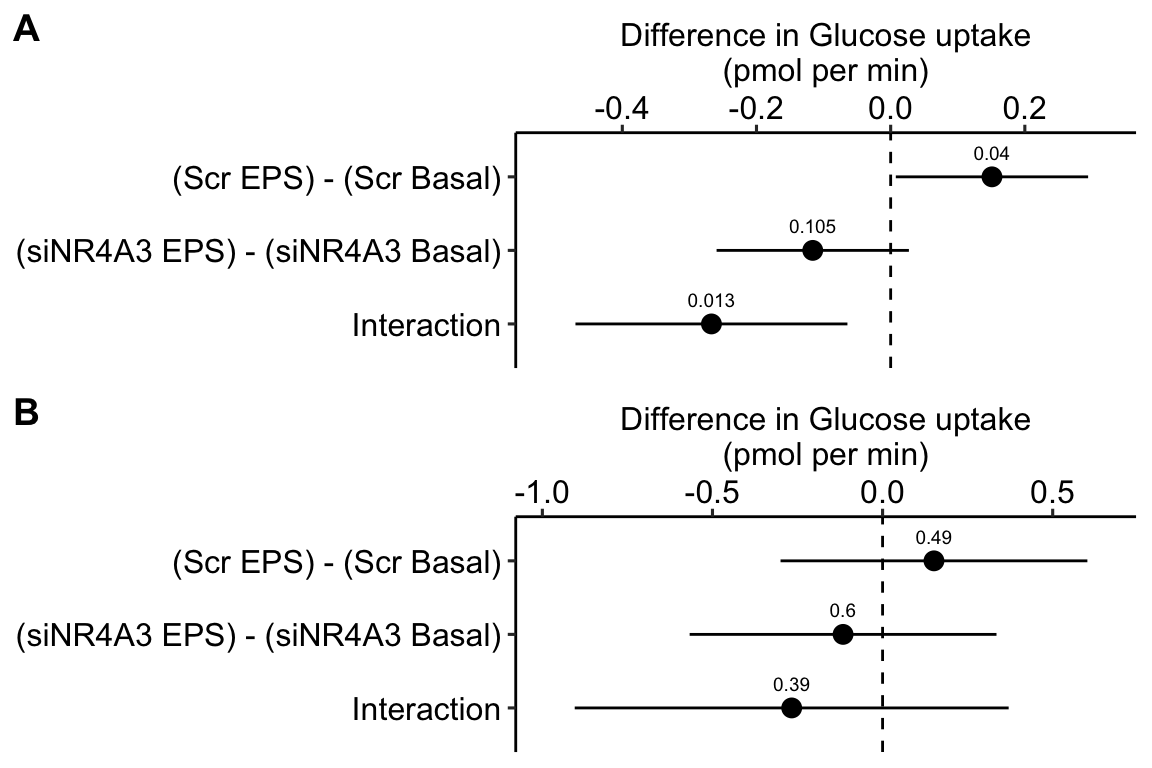 A
Difference in Glucose uptake
(pmol per min)
-0.4 -0.2 0.0 0.2
0.04
(Scr EPS) - (Scr Basal)
0.105
(siNR4A3 EPS) - (siNR4A3 Basal)
0.013
Interaction
B
Difference in Glucose uptake
(pmol per min)
-1.0 -0.5 0.0 0.5
0.49
(Scr EPS) - (Scr Basal)
0.6
(siNR4A3 EPS) - (siNR4A3 Basal)
0.39
Interaction